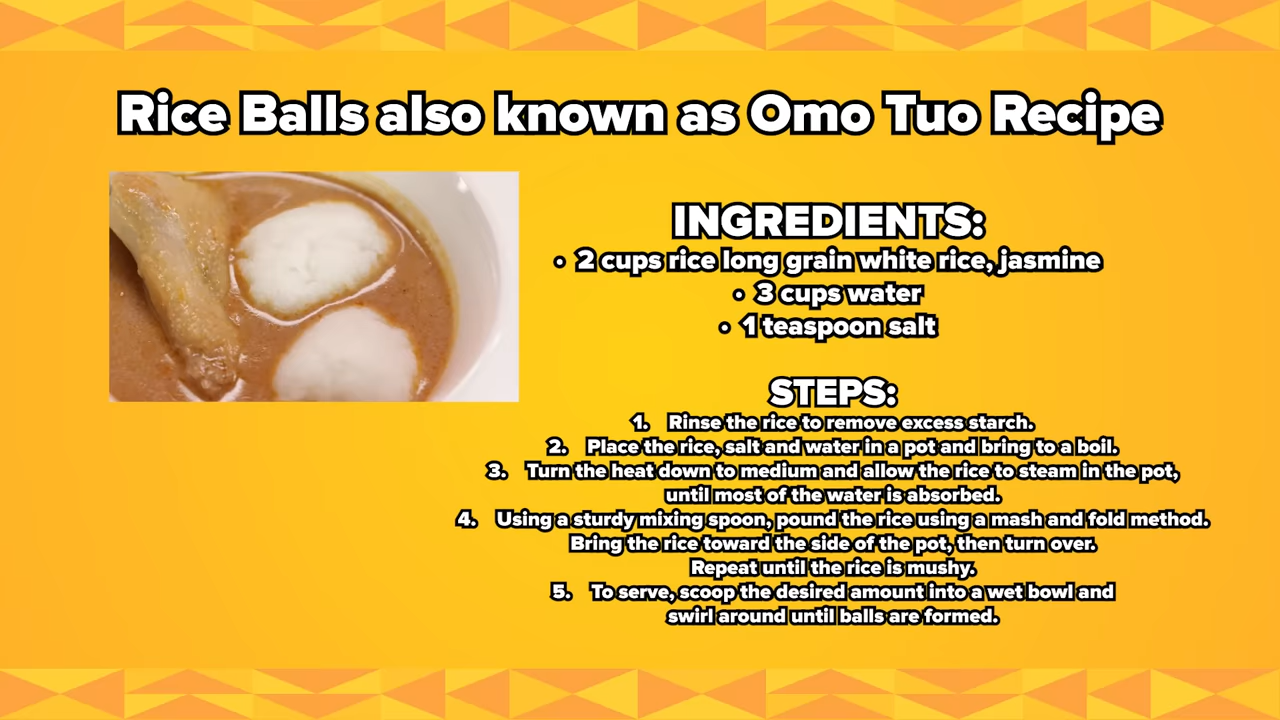 Rice Balls also known as Omo Tuo Recipe
INGREDIENTS:
• 2 cups rice long grain white rice, jasmine
• 3 cups water
• 1 teaspoon salt
STEPS:
1. Rinse the rice to remove excess starch.
2. Place the rice, salt and water in a pot and bring to a boil.
3. Turn the heat down to medium and allow the rice to steam in the pot,
until most of the water is absorbed.
4. Using a sturdy mixing spoon, pound the rice using a mash and fold method.
Bring the rice toward the side of the pot, then turn over.
Repeat until the rice is mushy.
5. To serve, scoop the desired amount into a wet bowl and
swirl around until balls are formed.